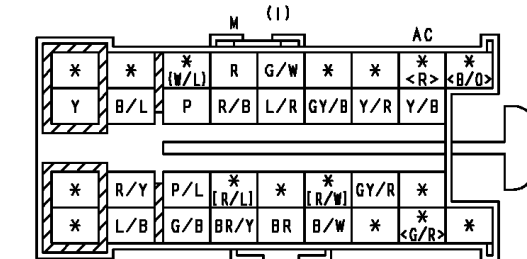 M (I) AC
* * * (W/L) R G/W * * * <R> * <B/O>
Y B/L P R/B L/R GY/B Y/R Y/B
* R/Y P/L * [R/L] * * [R/W] GY/R *
* L/B G/B BR/Y BR B/W * * <G/R> *